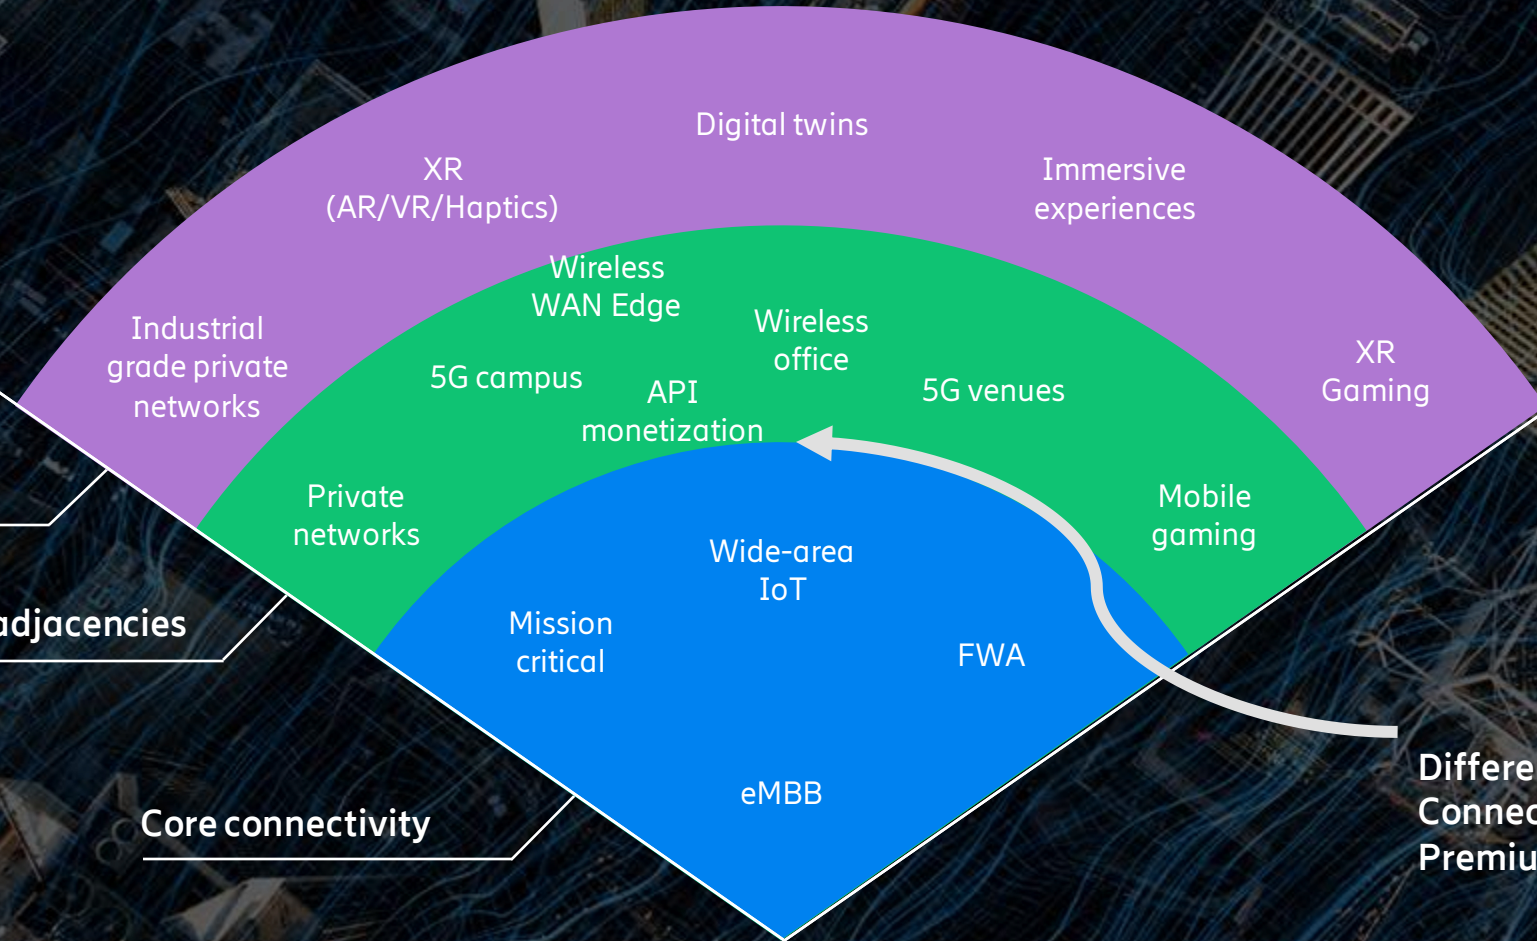 Digital twins
XR
(AR/VR/Haptics)
Immersive
experiences
Wireless
WAN Edge
Wireless
office
Industrial
grade private
networks
5G campus
API
monetization
5G venues
XR
Gaming
Private
networks
Mobile
gaming
Wide-area
IoT
Mission
critical
FWA
adjacencies
eMBB
Core connectivity